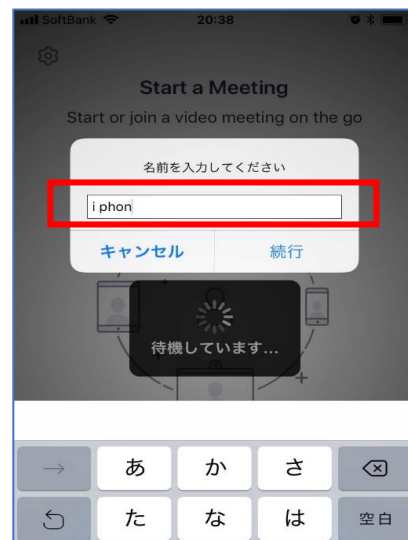 SoftBank 20:38
Start a Meeting
Start or join a video meeting on the go
名前を入力してください
i phon
キャンセル 続行
待機しています...
→ あ か さ
た な は 空白